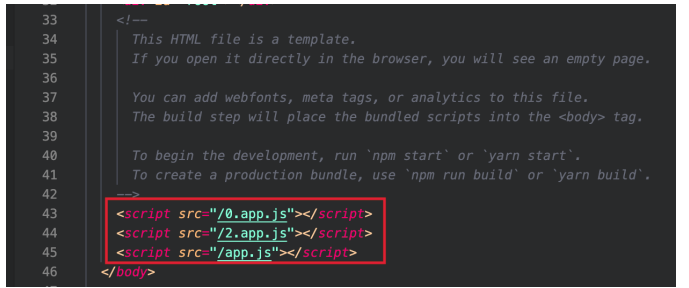 33 <!--
34 This HTML file is a template.
35 If you open it directly in the browser, you will see an empty page.
36
37 You can add webfonts, meta tags, or analytics to this file.
38 The build step will place the bundled scripts into the <body> tag.
39
40 To begin the development, run `npm start` or `yarn start`.
41 To create a production bundle, use `npm run build` or `yarn build`.
42 -->
43 <script src="/0.app.js"></script>
44 <script src="/2.app.js"></script>
45 <script src="/app.js"></script>
46 </body>